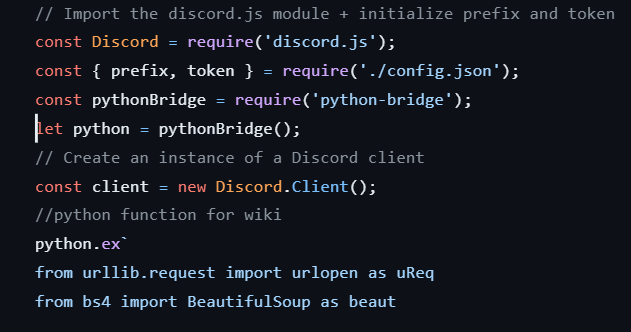 // Import the discord.js module + initialize prefix and token
const Discord = require('discord.js');
const { prefix, token } = require('./config.json');
const pythonBridge = require('python-bridge');
let python = pythonBridge();
// Create an instance of a Discord client
const client = new Discord.Client();
//python function for wiki
python.ex`
from urllib.request import urlopen as uReq
from bs4 import BeautifulSoup as beaut